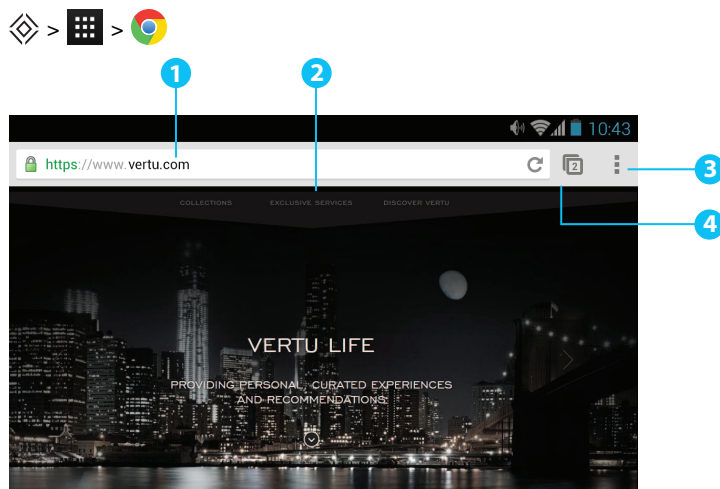 > >
1 2
10:43
https://www.vertu.com 2
3
COLLECTIONS EXCLUSIVE SERVICES DISCOVER VERTU
4
VERTU LIFE
PROVIDING PERSONAL, CURATED EXPERIENCES
AND RECOMMENDATIONS.